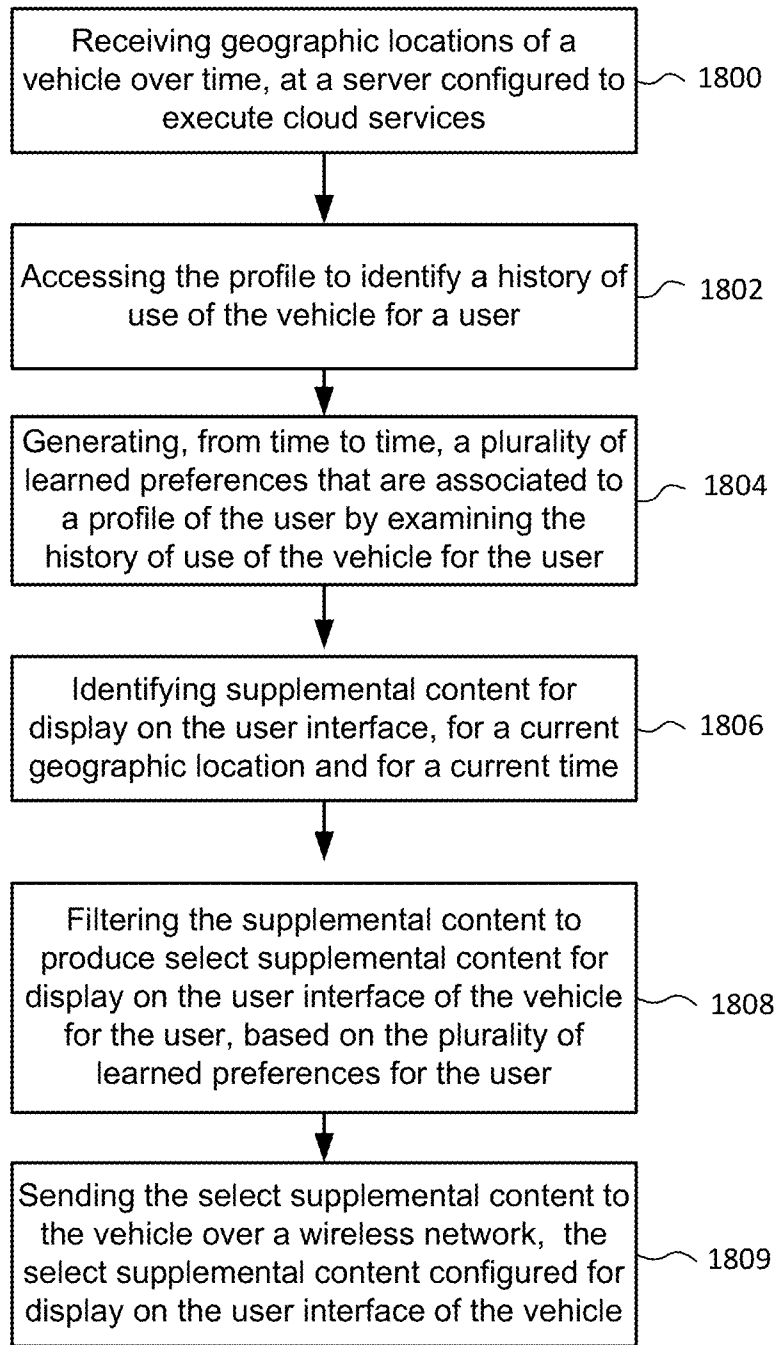 Receiving geographic locations of a
vehicle over time, at a server configured to
execute cloud services
1800
Accessing the profile to identify a history of
use of the vehicle for a user
1802
Generating, from time to time, a plurality of
learned preferences that are associated to
a profile of the user by examining the
history of use of the vehicle for the user
1804
Identifying supplemental content for
display on the user interface, for a current
geographic location and for a current time
1806
Filtering the supplemental content to
produce select supplemental content for
display on the user interface of the vehicle
for the user, based on the plurality of
learned preferences for the user
1808
Sending the select supplemental content to
the vehicle over a wireless network, the
select supplemental content configured for
display on the user interface of the vehicle
1809